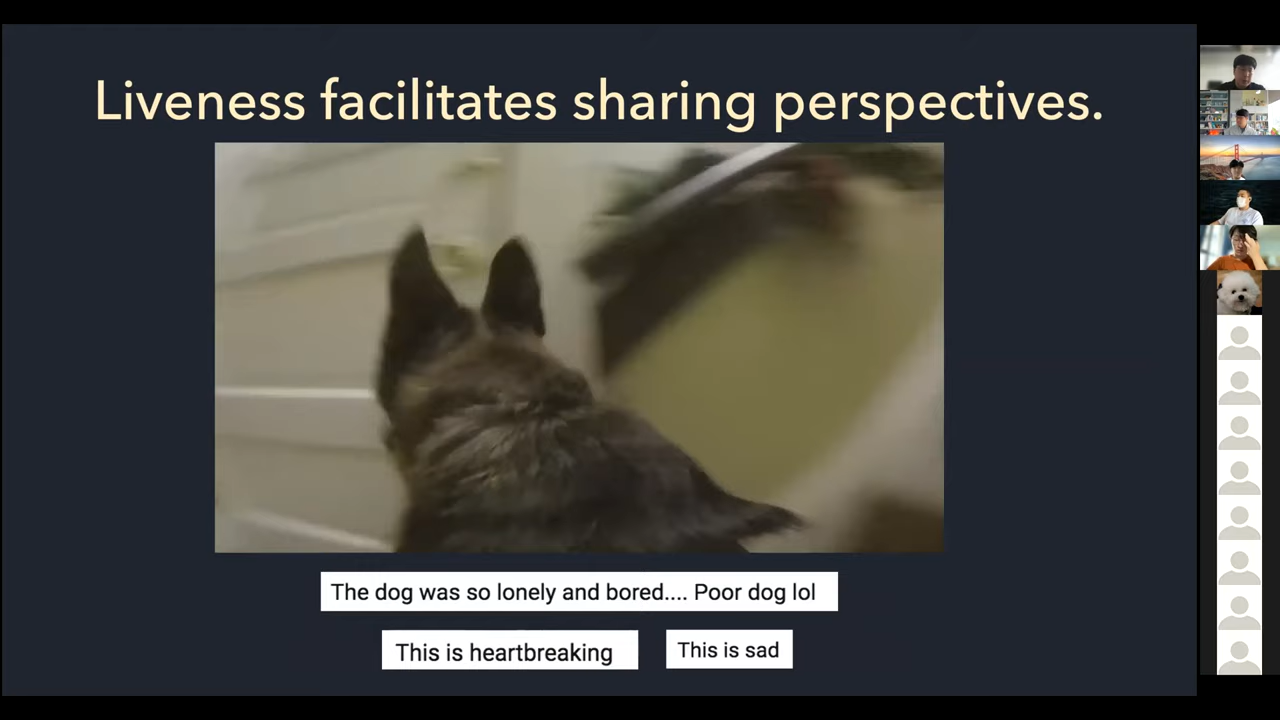 Liveness facilitates sharing perspectives.
The dog was so lonely and bored.... Poor dog lol
This is heartbreaking
This is sad